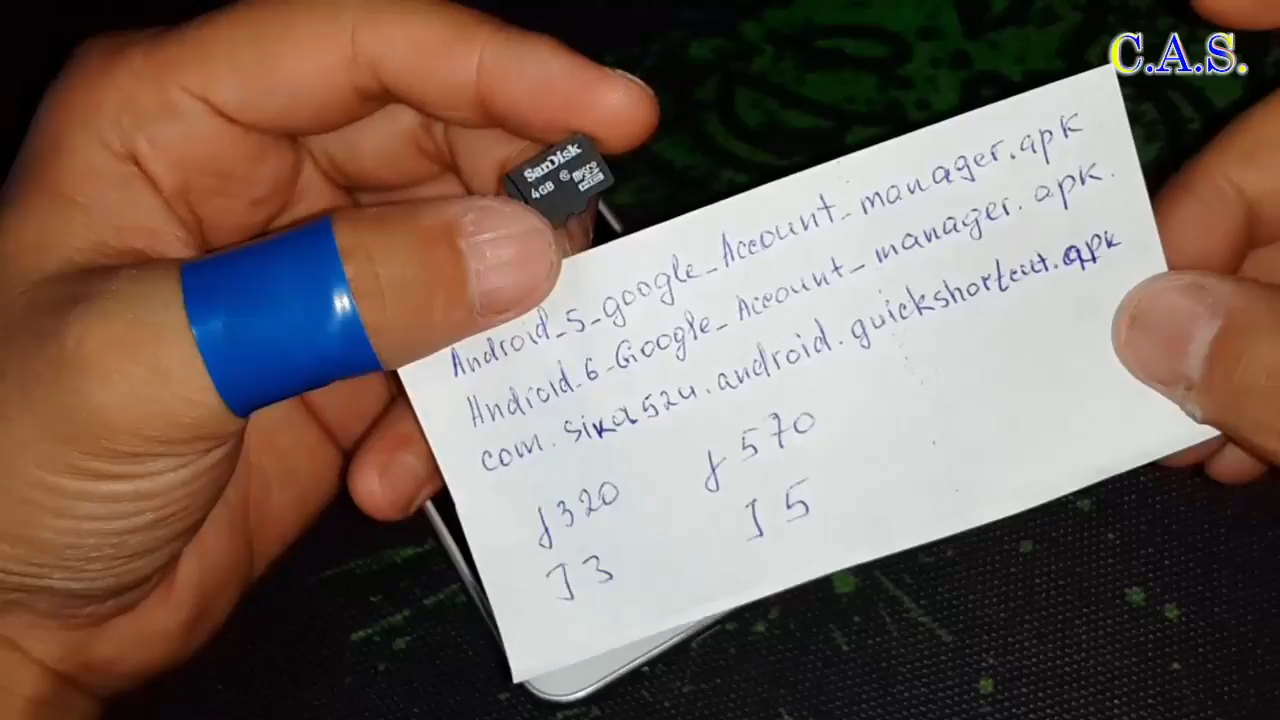 C.A.S.
SanDisk
4GB
micro
Android_5_google_Account_manager.apk
Android_6_Google_Account_manager.apk.
com.sika524.android.quickshortcut.apk
J320 J570
J3 J5